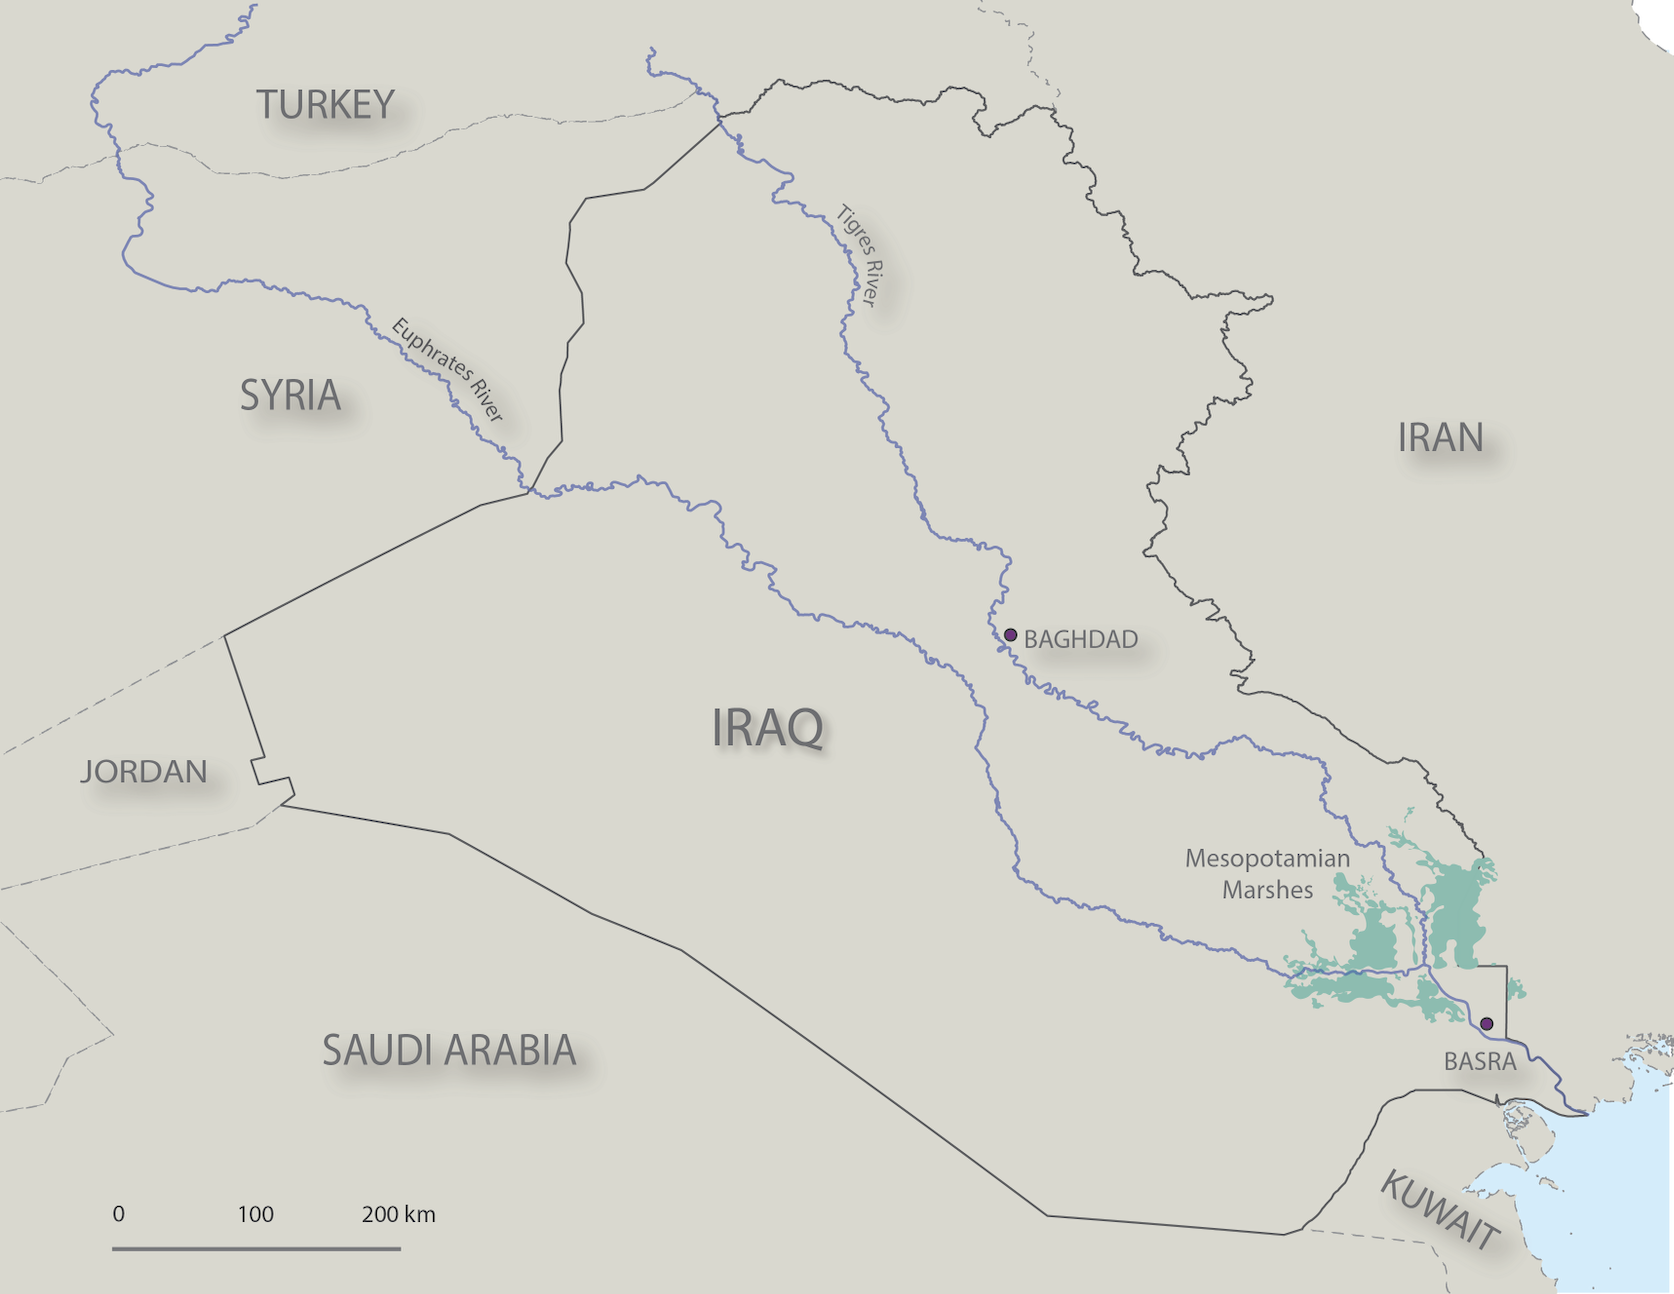 TURKEY
Tigres River
Euphrates River
SYRIA
IRAN
BAGHDAD
IRAQ
JORDAN
Mesopotamian
Marshes
SAUDI ARABIA
BASRA
KUWAIT
0 100 200 km